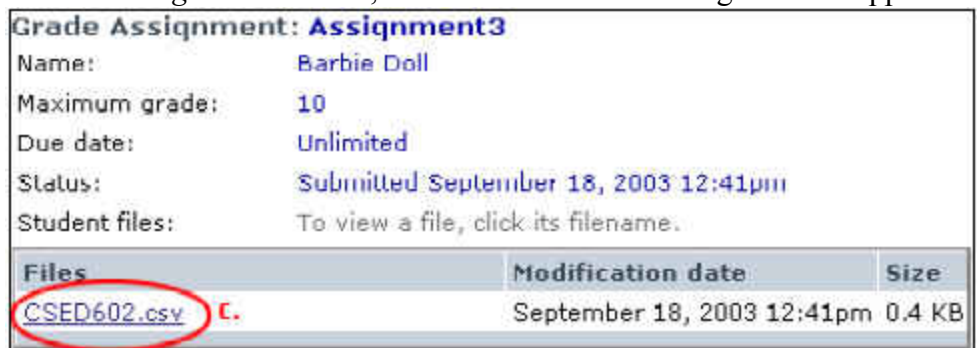 Grade Assignment: Assignment3
Name: Barbie Doll
Maximum grade: 10
Due date: Unlimited
Status: Submitted September 18, 2003 12:41pm
Student files: To view a file, click its filename.
Files Modification date Size
CSED602.csv C. September 18, 2003 12:41pm 0.4 KB